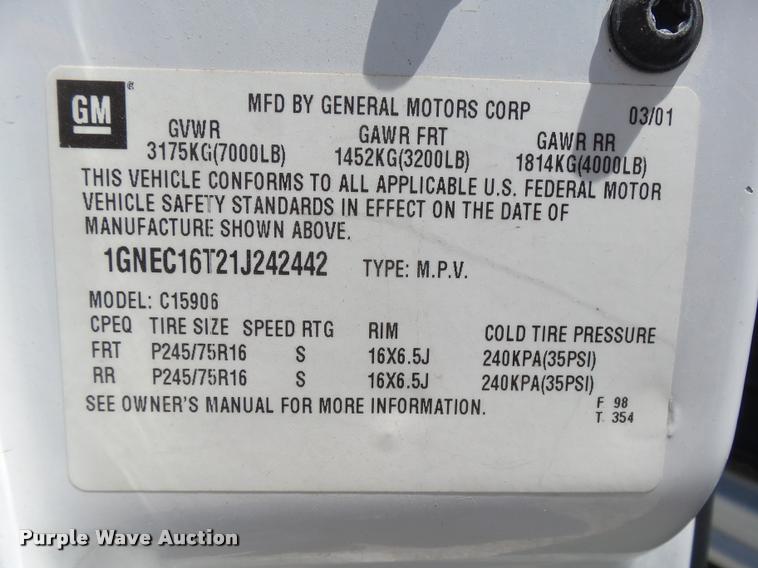 GM ®
MFD BY GENERAL MOTORS CORP 03/01
GVWR GAWR FRT GAWR RR
3175KG(7000LB) 1452KG(3200LB) 1814KG(4000LB)
THIS VEHICLE CONFORMS TO ALL APPLICABLE U.S. FEDERAL MOTOR
VEHICLE SAFETY STANDARDS IN EFFECT ON THE DATE OF
MANUFACTURE SHOWN ABOVE.
1GNEC16T21J242442 TYPE: M.P.V.
MODEL: C15906
CPEQ TIRE SIZE SPEED RTG RIM COLD TIRE PRESSURE
FRT P245/75R16 S 16X6.5J 240KPA(35PSI)
RR P245/75R16 S 16X6.5J 240KPA(35PSI)
SEE OWNER'S MANUAL FOR MORE INFORMATION.
F 98
T 354
Purple Wave Auction